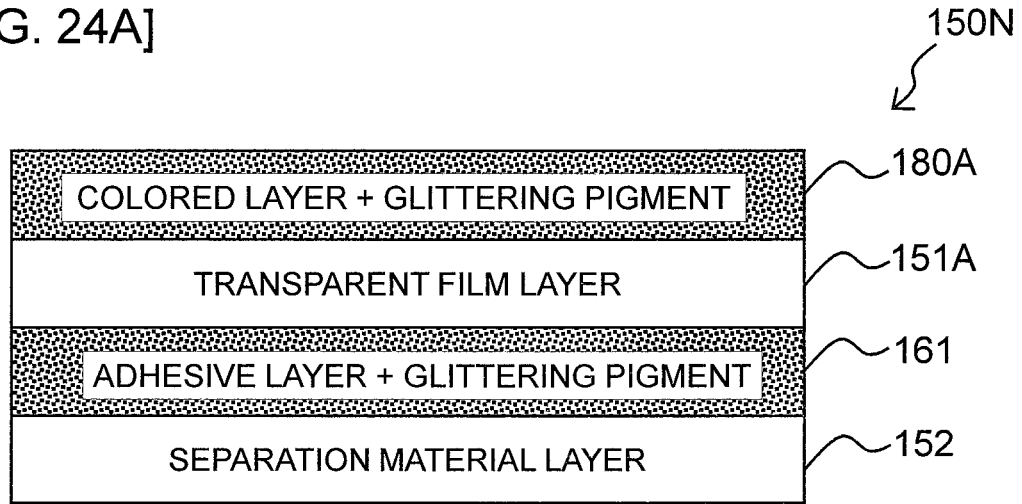 G. 24A]
150N
COLORED LAYER + GLITTERING PIGMENT
180A
TRANSPARENT FILM LAYER
151A
ADHESIVE LAYER + GLITTERING PIGMENT
161
SEPARATION MATERIAL LAYER
152